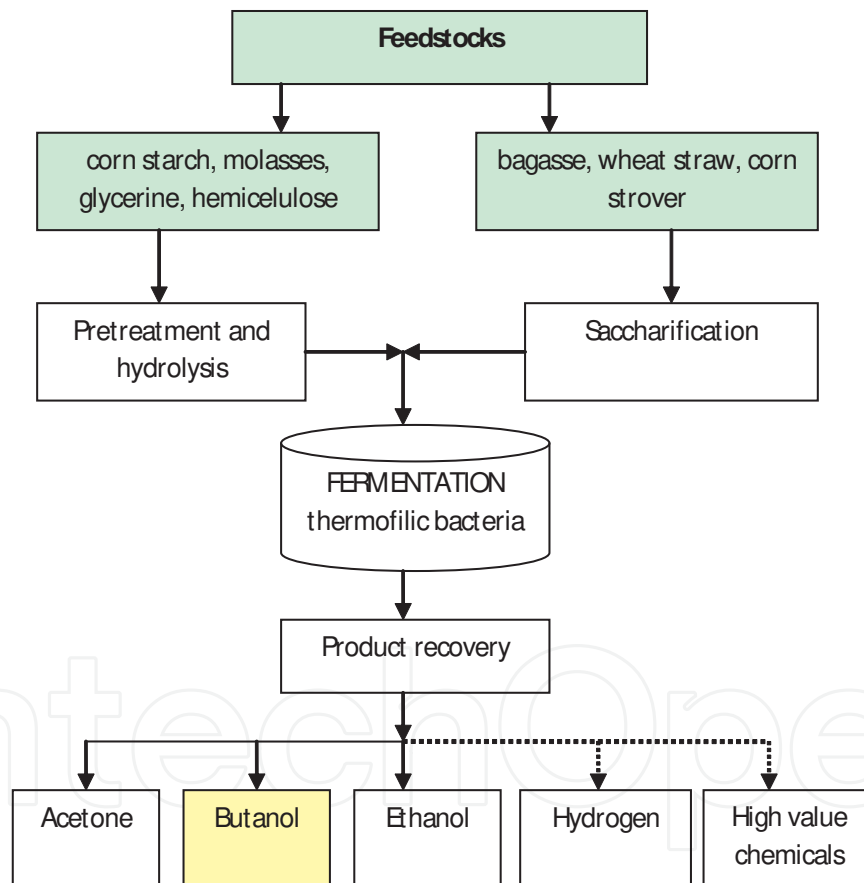 Feedstocks
corn starch, molasses,
glycerine, hemicelulose
bagasse, wheat straw, corn
strover
Pretreatment and
hydrolysis
Saccharification
FERMENTATION
thermofilic bacteria
Product recovery
Acetone
Butanol
Ethanol
Hydrogen
High value
chemicals
ntechOpe